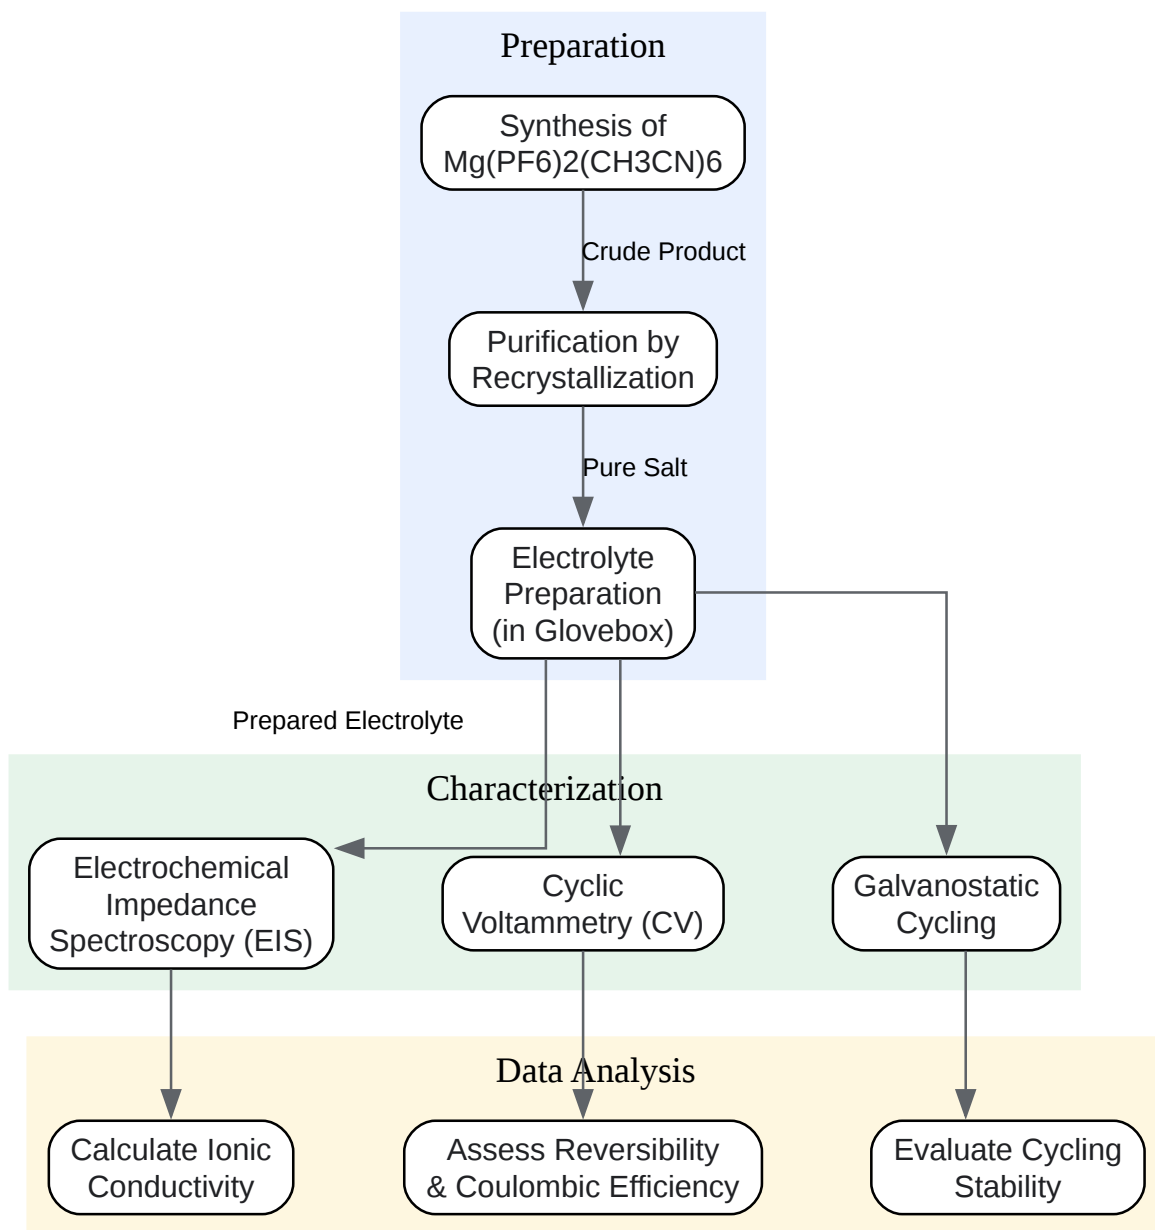 Preparation
Synthesis of
Mg(PF6)2(CH3CN)6
Crude Product
Purification by
Recrystallization
Pure Salt
Electrolyte
Preparation
(in Glovebox)
Prepared Electrolyte
Characterization
Electrochemical
Impedance
Spectroscopy (EIS)
Cyclic
Voltammetry (CV)
Galvanostatic
Cycling
Data Analysis
Calculate Ionic
Conductivity
Assess Reversibility
& Coulombic Efficiency
Evaluate Cycling
Stability